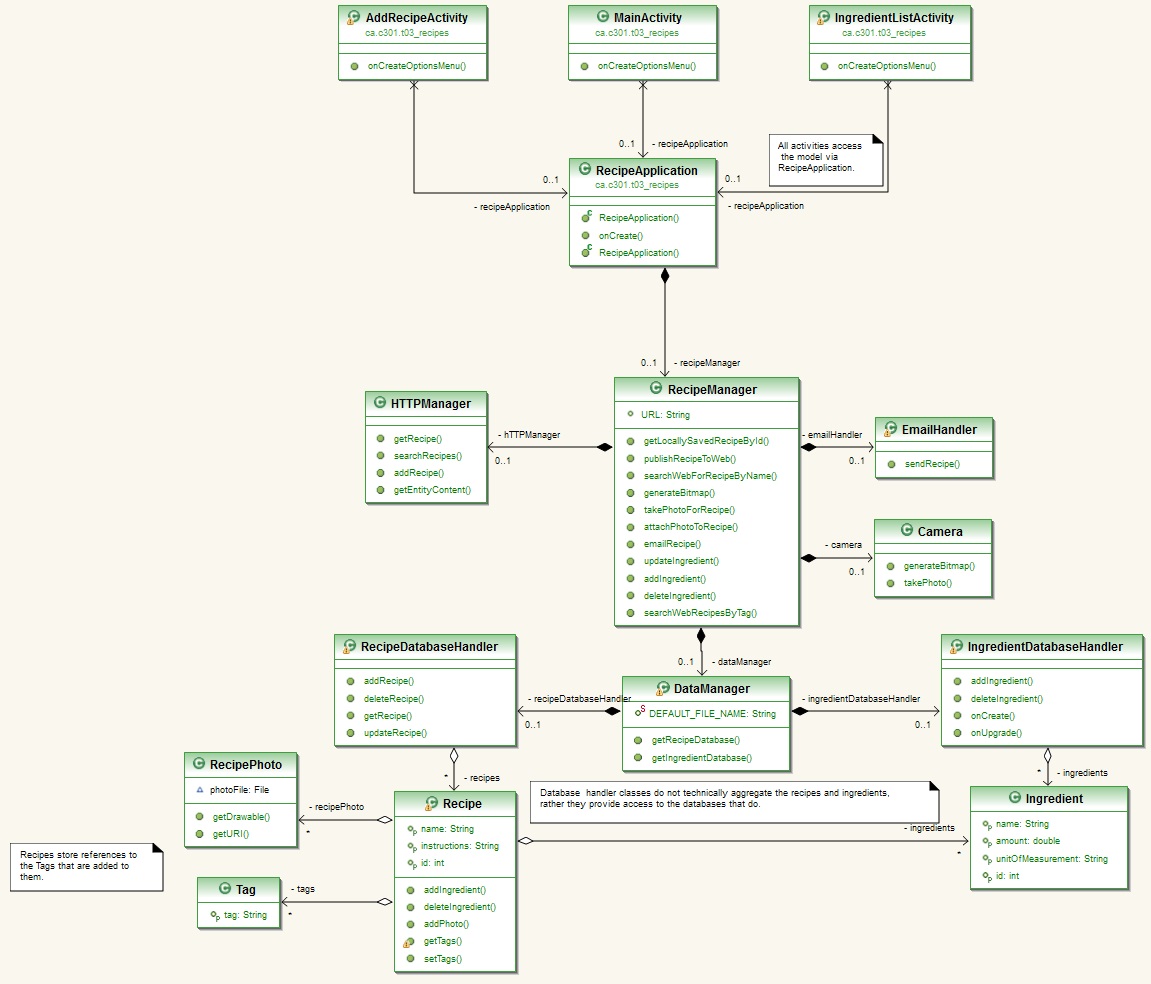 AddRecipeActivity
ca.c301.t03_recipes
onCreateOptionsMenu()
MainActivity
ca.c301.t03_recipes
onCreateOptionsMenu()
IngredientListActivity
ca.c301.t03_recipes
onCreateOptionsMenu()
0..1
- recipeApplication
All activities access
the model via
RecipeApplication.
0..1
- recipeApplication
0..1
- recipeApplication
RecipeApplication
ca.c301.t03_recipes
RecipeApplication()
onCreate()
RecipeApplication()
0..1
- recipeManager
HTTPManager
getRecipe()
searchRecipes()
addRecipe()
getEntityContent()
- hTTPManager
0..1
RecipeManager
URL: String
getLocallySavedRecipeById()
publishRecipeToWeb()
searchWebForRecipeByName()
generateBitmap()
takePhotoForRecipe()
attachPhotoToRecipe()
emailRecipe()
updateIngredient()
addIngredient()
deleteIngredient()
searchWebRecipesByTag()
- emailHandler
0..1
EmailHandler
sendRecipe()
- camera
0..1
Camera
generateBitmap()
takePhoto()
0..1
- dataManager
RecipeDatabaseHandler
addRecipe()
deleteRecipe()
getRecipe()
updateRecipe()
- recipeDatabaseHandler
0..1
DataManager
DEFAULT_FILE_NAME: String
getRecipeDatabase()
getIngredientDatabase()
- ingredientDatabaseHandler
0..1
IngredientDatabaseHandler
addIngredient()
deleteIngredient()
onCreate()
onUpgrade()
* - recipes
* - ingredients
RecipePhoto
photoFile: File
getDrawable()
getURI()
- recipePhoto
*
Recipe
name: String
instructions: String
id: int
addIngredient()
deleteIngredient()
addPhoto()
getTags()
setTags()
Database handler classes do not technically aggregate the recipes and ingredients,
rather they provide access to the databases that do.
- ingredients
*
Ingredient
name: String
amount: double
unitOfMeasurement: String
id: int
Recipes store references to
the Tags that are added to
them.
Tag
tag: String
- tags
*